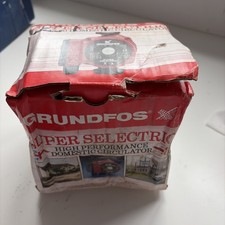 GRUNDFOS
SUPER SELECTRIC
HIGH PERFORMANCE
DOMESTIC CIRCULATOR